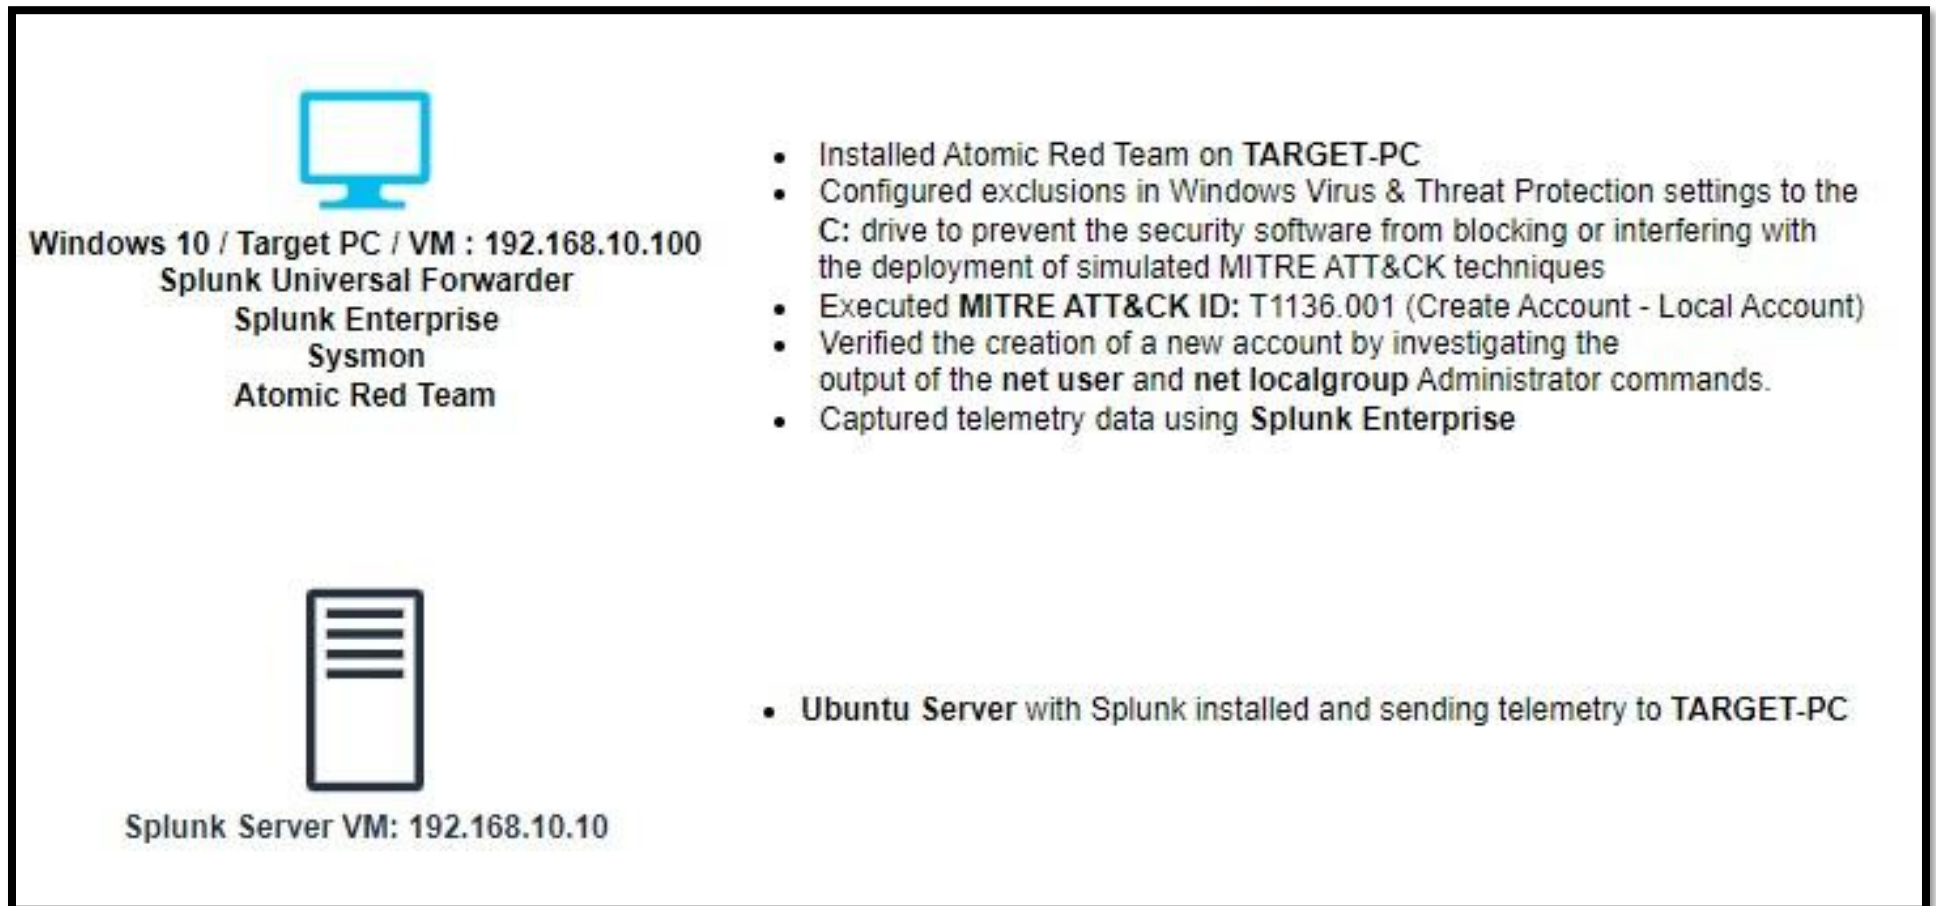 Windows 10 / Target PC / VM : 192.168.10.100
Splunk Universal Forwarder
Splunk Enterprise
Sysmon
Atomic Red Team
• Installed Atomic Red Team on TARGET-PC
• Configured exclusions in Windows Virus & Threat Protection settings to the
C: drive to prevent the security software from blocking or interfering with
the deployment of simulated MITRE ATT&CK techniques
• Executed MITRE ATT&CK ID: T1136.001 (Create Account - Local Account)
• Verified the creation of a new account by investigating the
output of the net user and net localgroup Administrator commands.
• Captured telemetry data using Splunk Enterprise
Splunk Server VM: 192.168.10.10
• Ubuntu Server with Splunk installed and sending telemetry to TARGET-PC